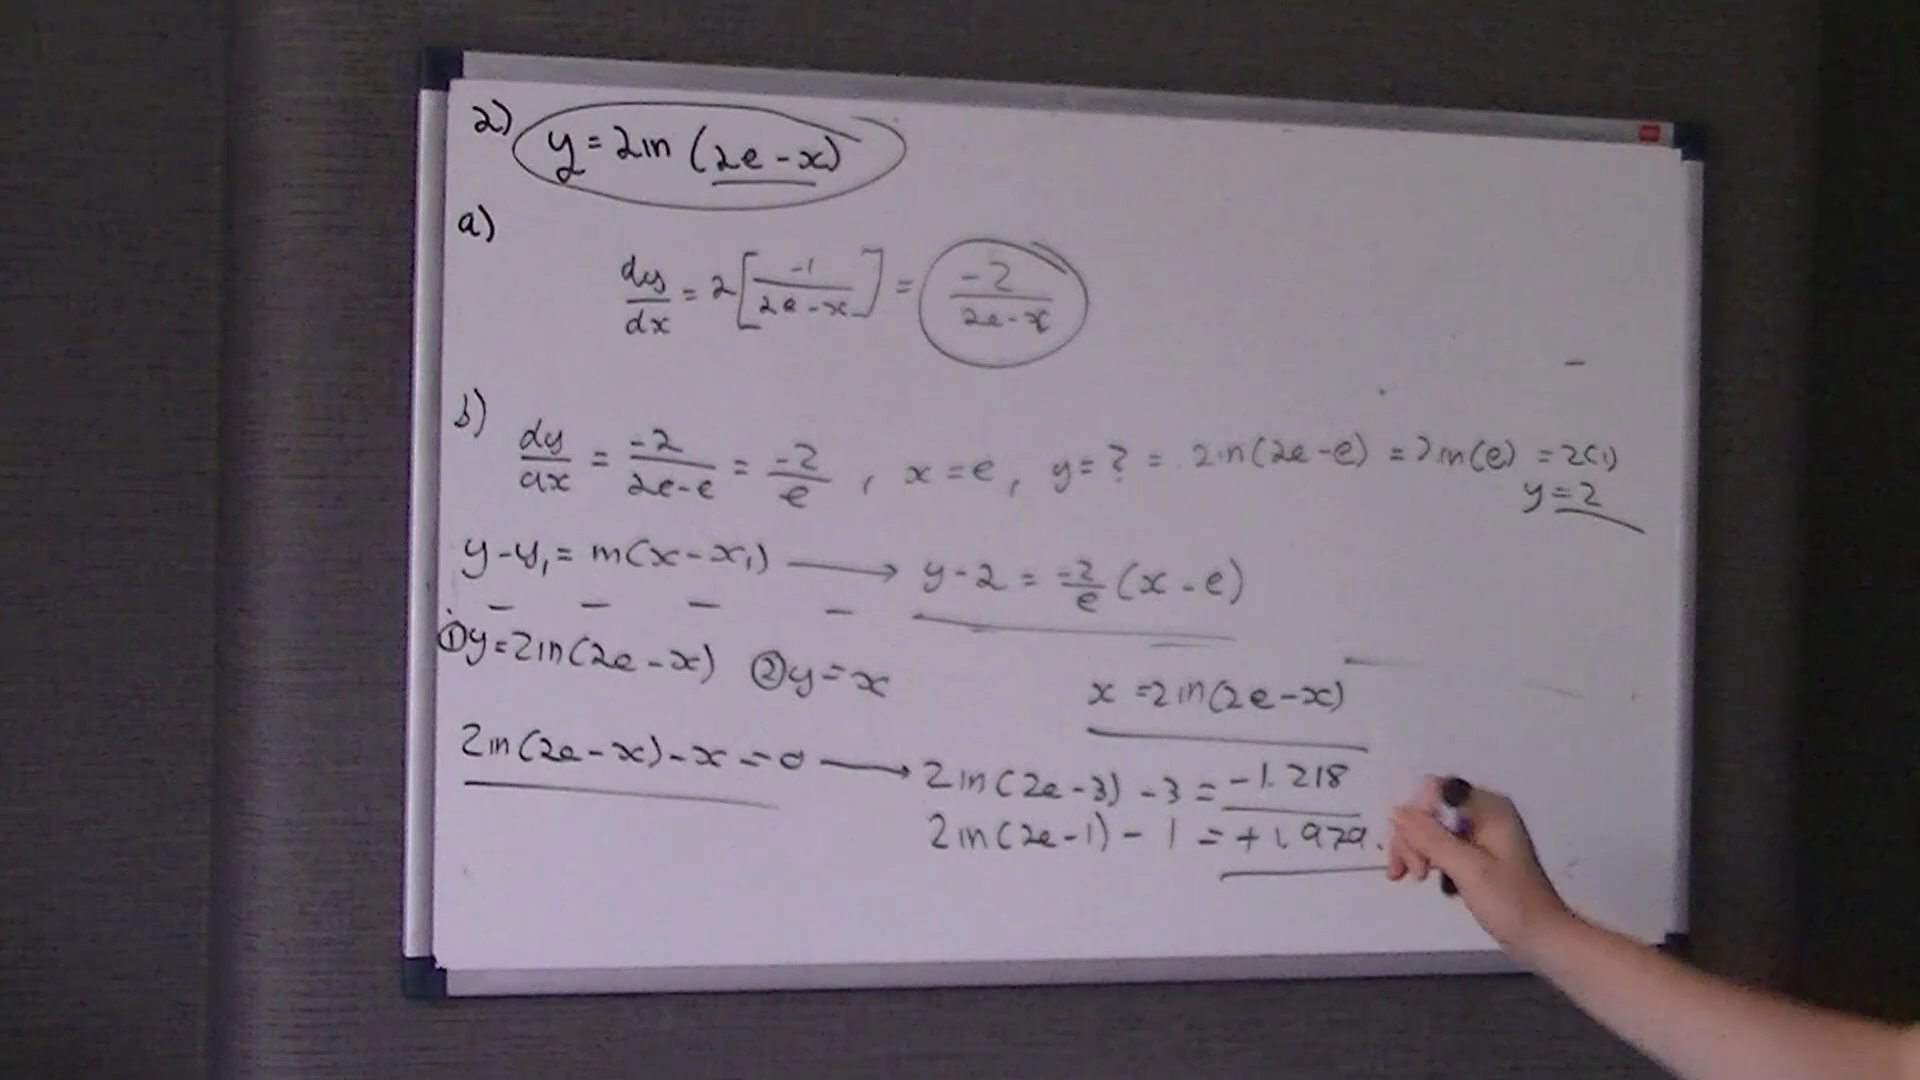 2) y = 2ln (2e - x)
a)
dy/dx = 2[-1/(2e - x)] = -2/(2e - x)
b)
dy/dx = -2/(2e - e) = -2/e , x = e , y = ? = 2ln(2e - e) = 2ln(e) = 2(1)
y = 2
y - y₁ = m(x - x₁) ⟶ y - 2 = -2/e (x - e)
① y = 2ln(2e - x) ② y = x
x = 2ln(2e - x)
2ln(2e - x) - x = 0 ⟶ 2ln(2e - 3) - 3 = -1.218
2ln(2e - 1) - 1 = +1.979.